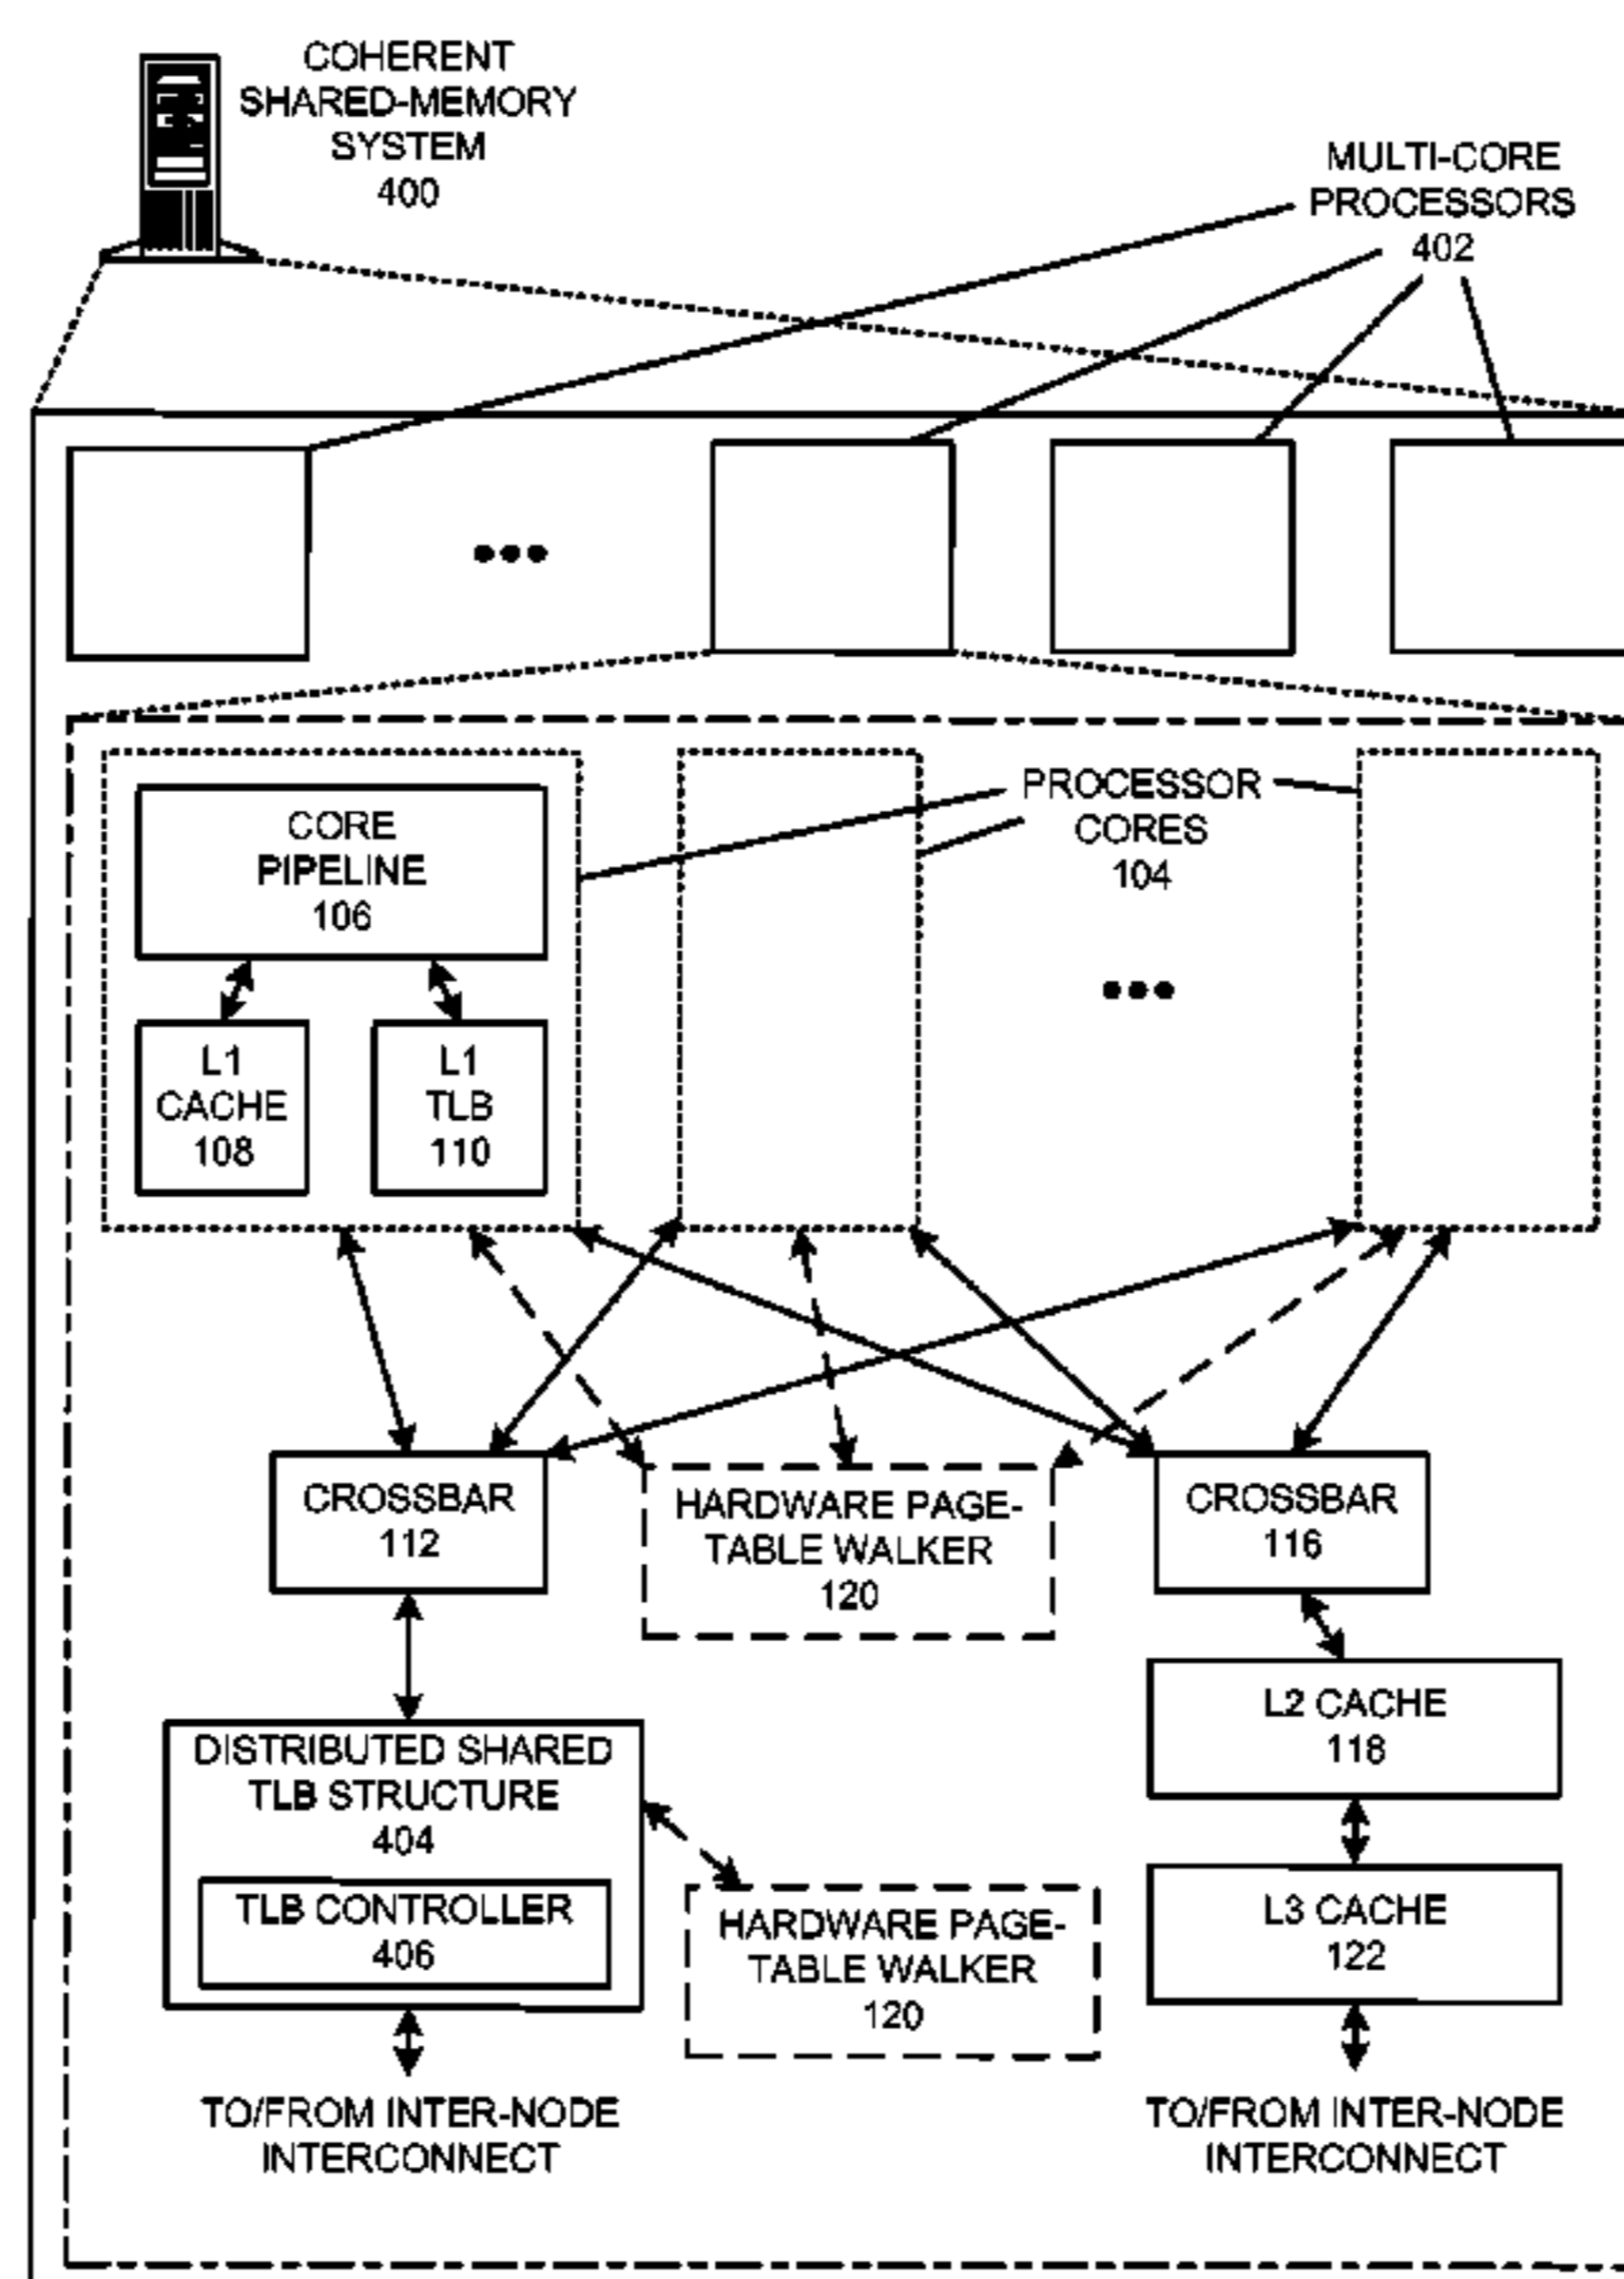 COHERENT
SHARED-MEMORY
SYSTEM
400
MULTI-CORE
PROCESSORS
402
PROCESSOR
CORES
104
CORE
PIPELINE
106
L1
CACHE
108
L1
TLB
110
CROSSBAR
112
HARDWARE PAGE-
TABLE WALKER
120
CROSSBAR
116
L2 CACHE
118
DISTRIBUTED SHARED
TLB STRUCTURE
404
TLB CONTROLLER
406
HARDWARE PAGE-
TABLE WALKER
120
L3 CACHE
122
TO/FROM INTER-NODE
INTERCONNECT
TO/FROM INTER-NODE
INTERCONNECT